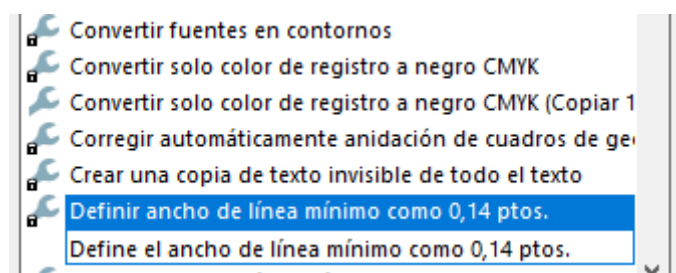 Convertir fuentes en contornos
Convertir solo color de registro a negro CMYK
Convertir solo color de registro a negro CMYK (Copiar 1
Corregir automáticamente anidación de cuadros de ge
Crear una copia de texto invisible de todo el texto
Definir ancho de línea mínimo como 0,14 ptos.
Define el ancho de línea mínimo como 0,14 ptos.